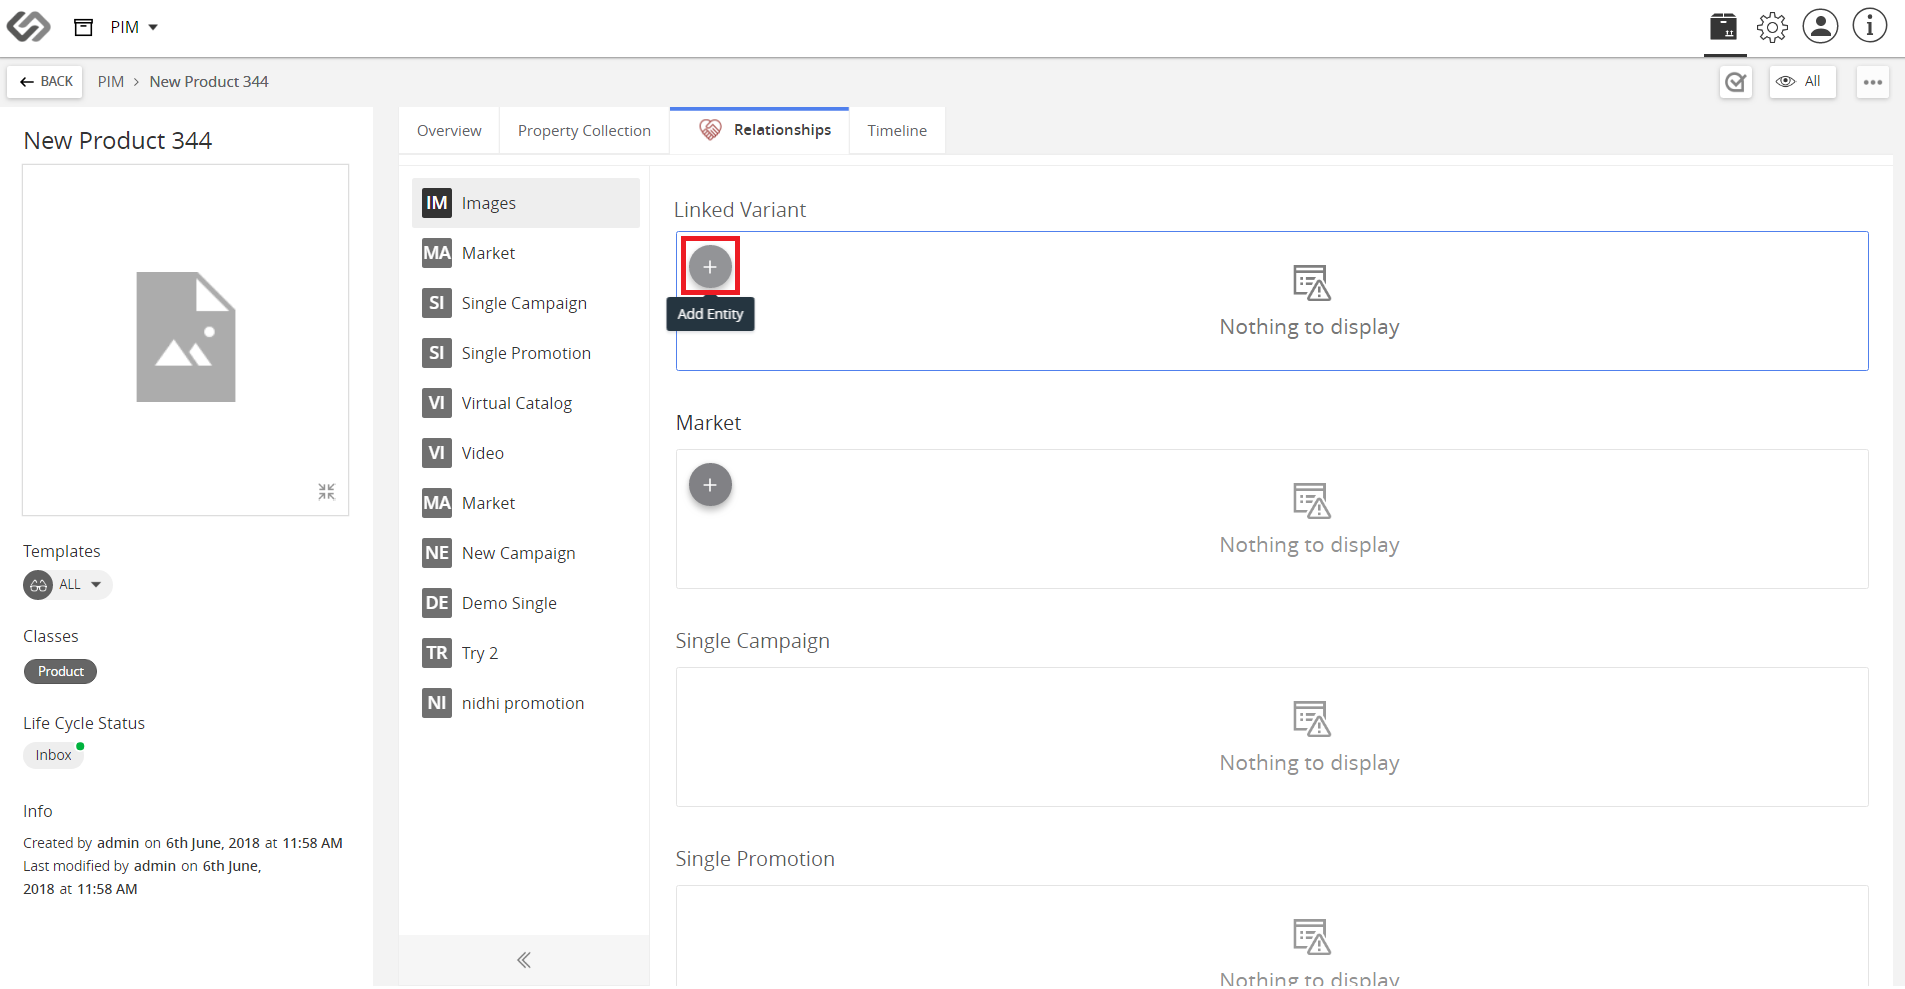 PIM
BACK
PIM > New Product 344
All
New Product 344
Templates
ALL
Classes
Product
Life Cycle Status
Inbox
Info
Created by admin on 6th June, 2018 at 11:58 AM
Last modified by admin on 6th June,
2018 at 11:58 AM
Overview
Property Collection
Relationships
Timeline
IM Images
MA Market
SI Single Campaign
SI Single Promotion
VI Virtual Catalog
VI Video
MA Market
NE New Campaign
DE Demo Single
TR Try 2
NI nidhi promotion
Linked Variant
Add Entity
Nothing to display
Market
Nothing to display
Single Campaign
Nothing to display
Single Promotion
Nothing to display